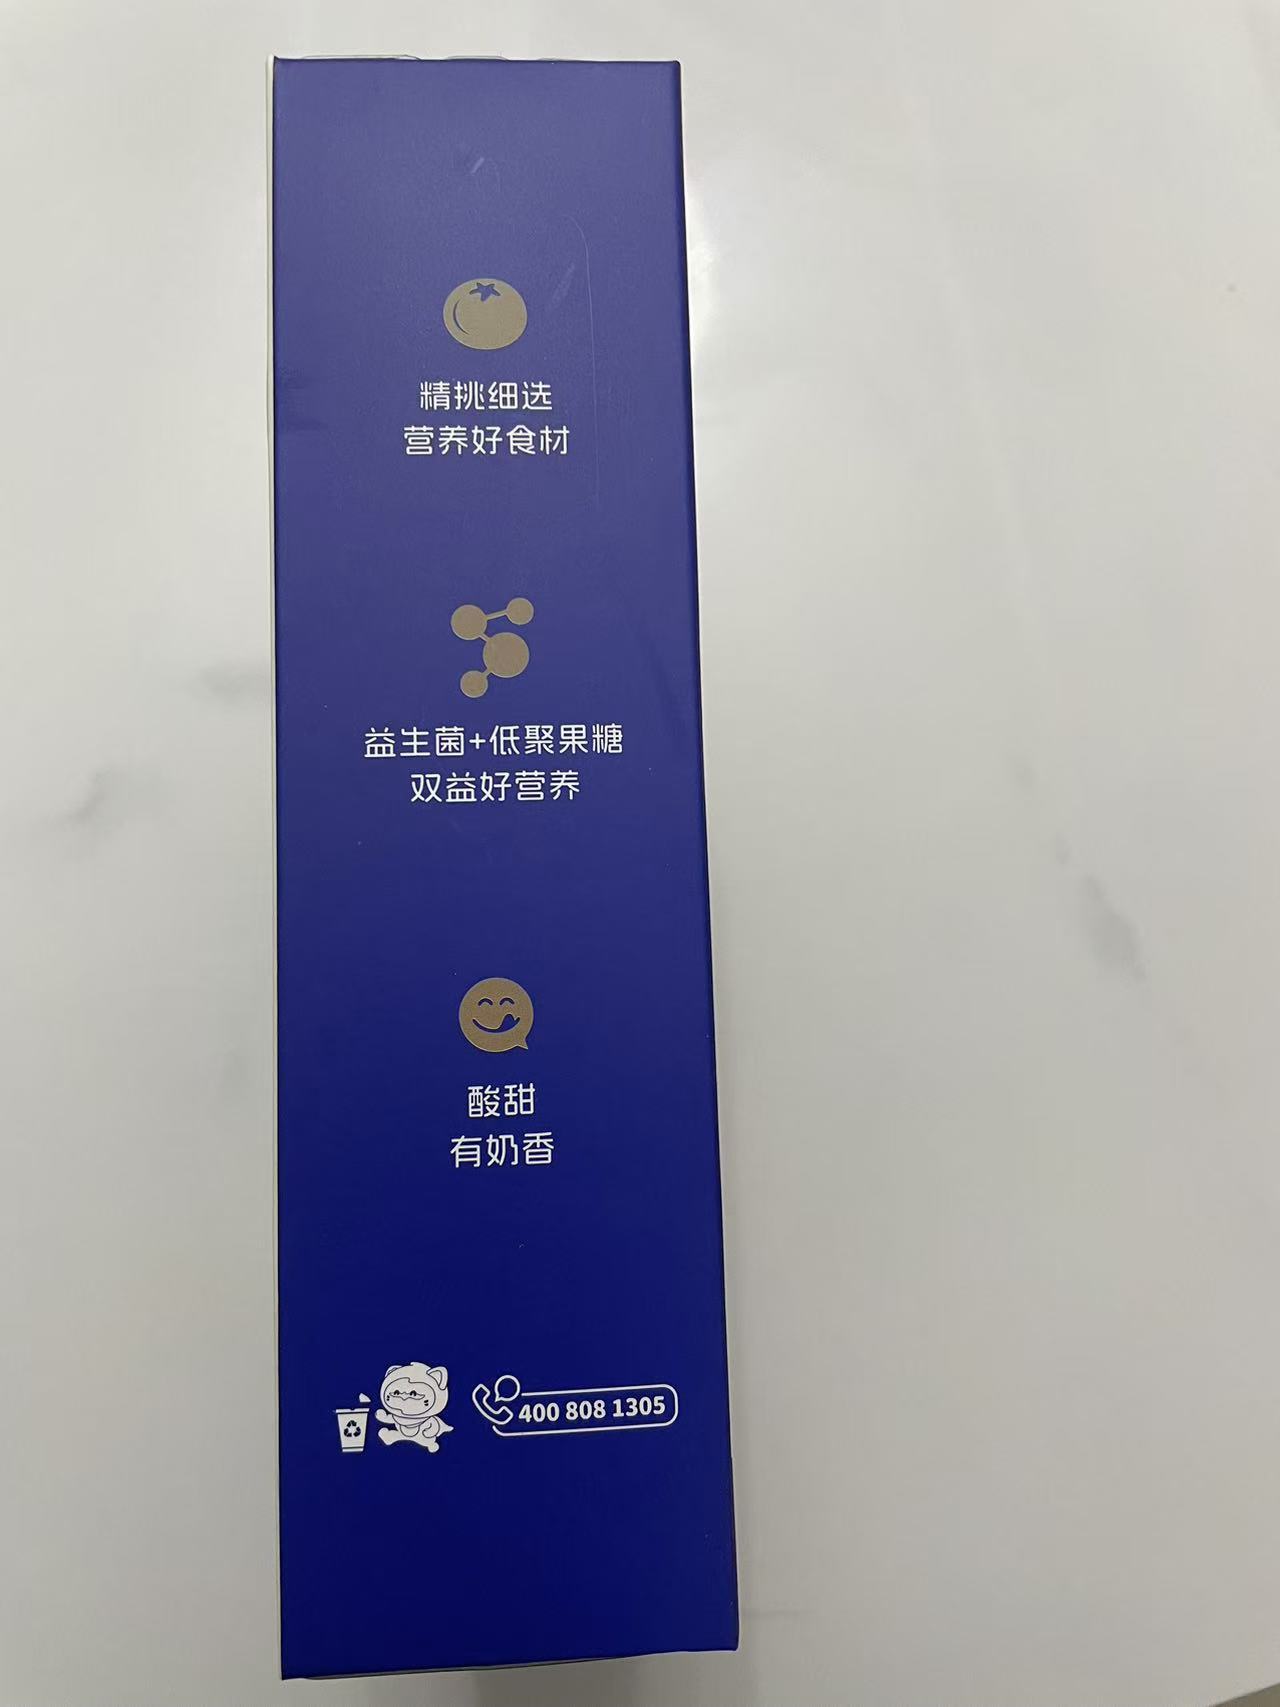 精挑细选
营养好食材
益生菌+低聚果糖
双益好营养
酸甜
有奶香
400 808 1305